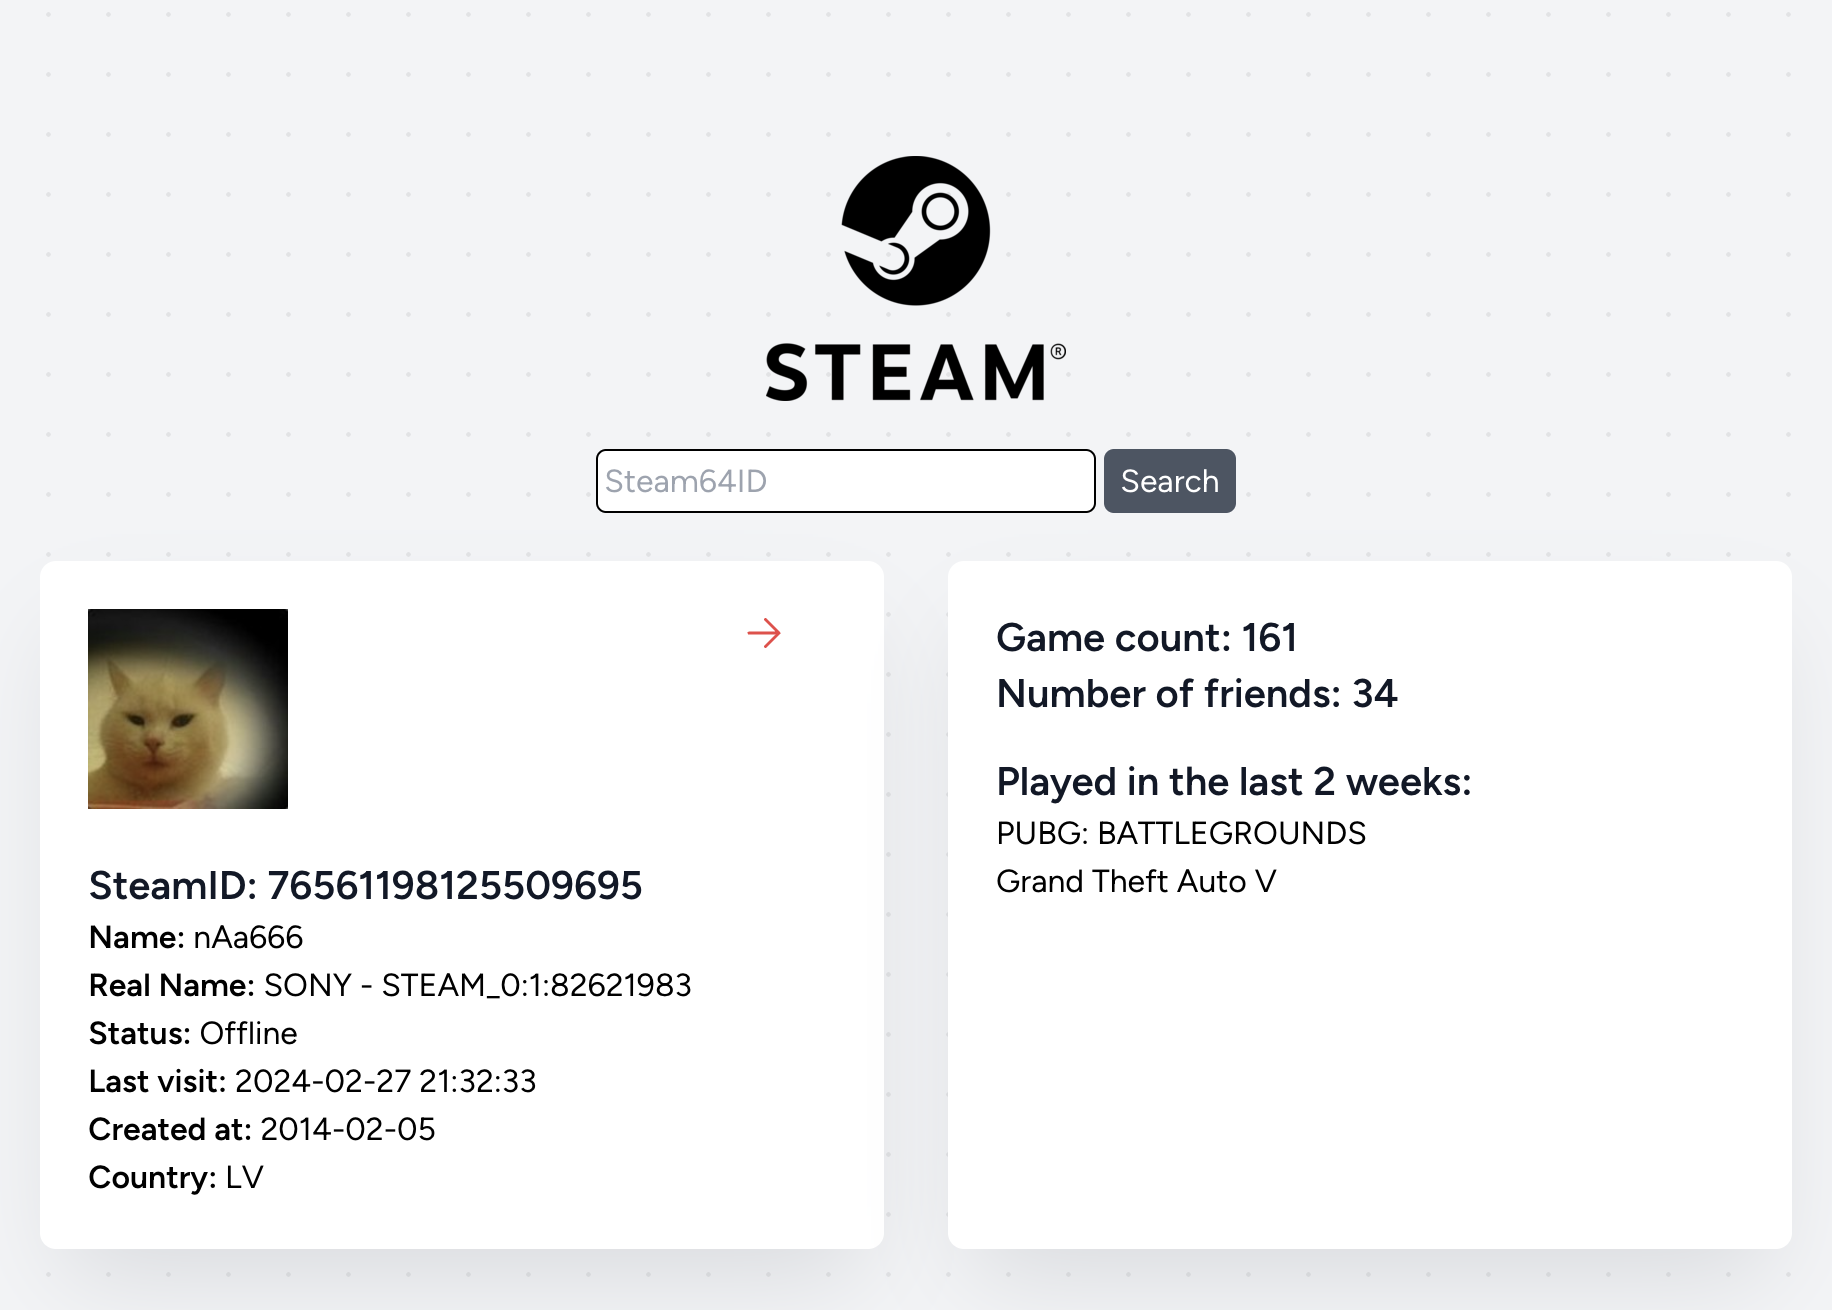 STEAM®
Steam64ID
Search
SteamID: 76561198125509695
Name: nAa666
Real Name: SONY - STEAM_0:1:82621983
Status: Offline
Last visit: 2024-02-27 21:32:33
Created at: 2014-02-05
Country: LV
Game count: 161
Number of friends: 34
Played in the last 2 weeks:
PUBG: BATTLEGROUNDS
Grand Theft Auto V